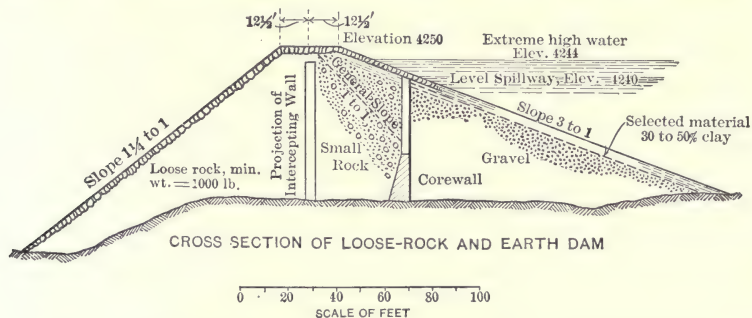 12½' 12½'
Elevation 4250
Extreme high water
Elev. 4244
Level Spillway, Elev. 4240
General Slope
1 to 1
Slope 1¼ to 1
Projection of
Intercepting Wall
Small
Rock
Slope 3 to 1
Selected material
30 to 50% clay
Gravel
Loose rock, min.
wt.=1000 lb.
Corewall
CROSS SECTION OF LOOSE-ROCK AND EARTH DAM
0 20 40 60 80 100
SCALE OF FEET